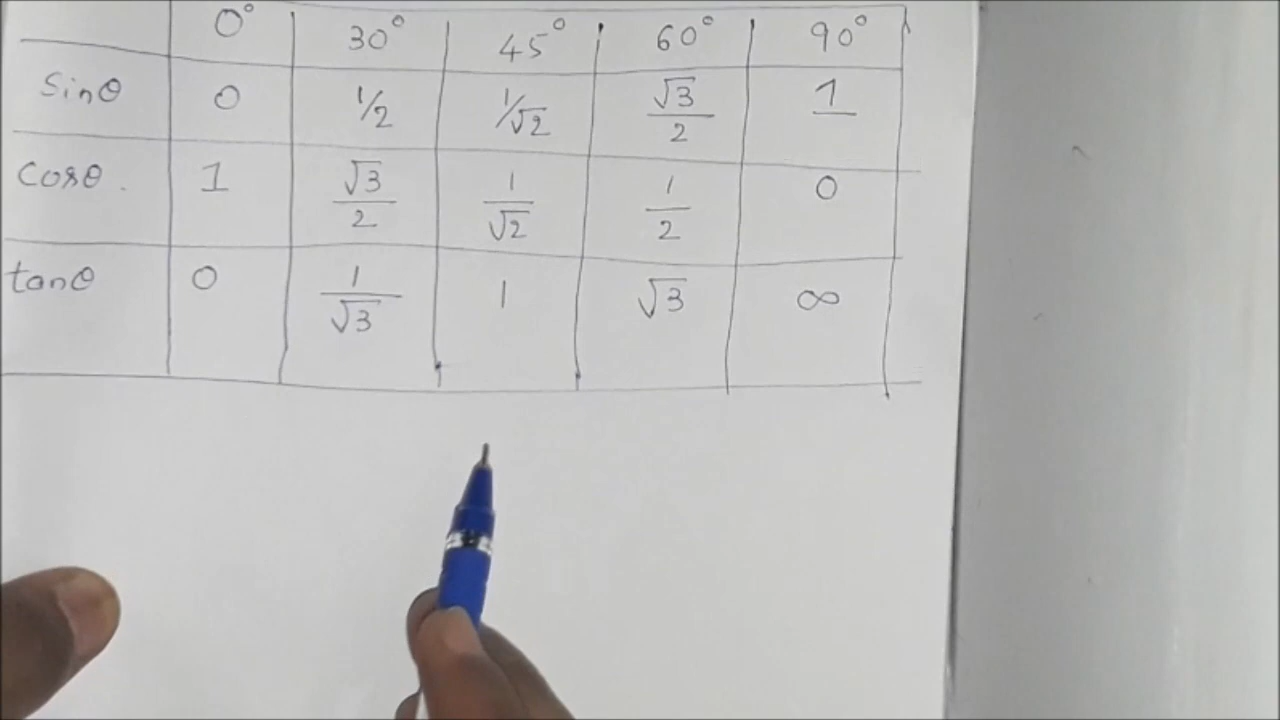 0° 30° 45° 60° 90°
sinθ 0 1/2 1/√2 √3/2 1
cosθ 1 √3/2 1/√2 1/2 0
tanθ 0 1/√3 1 √3 ∞